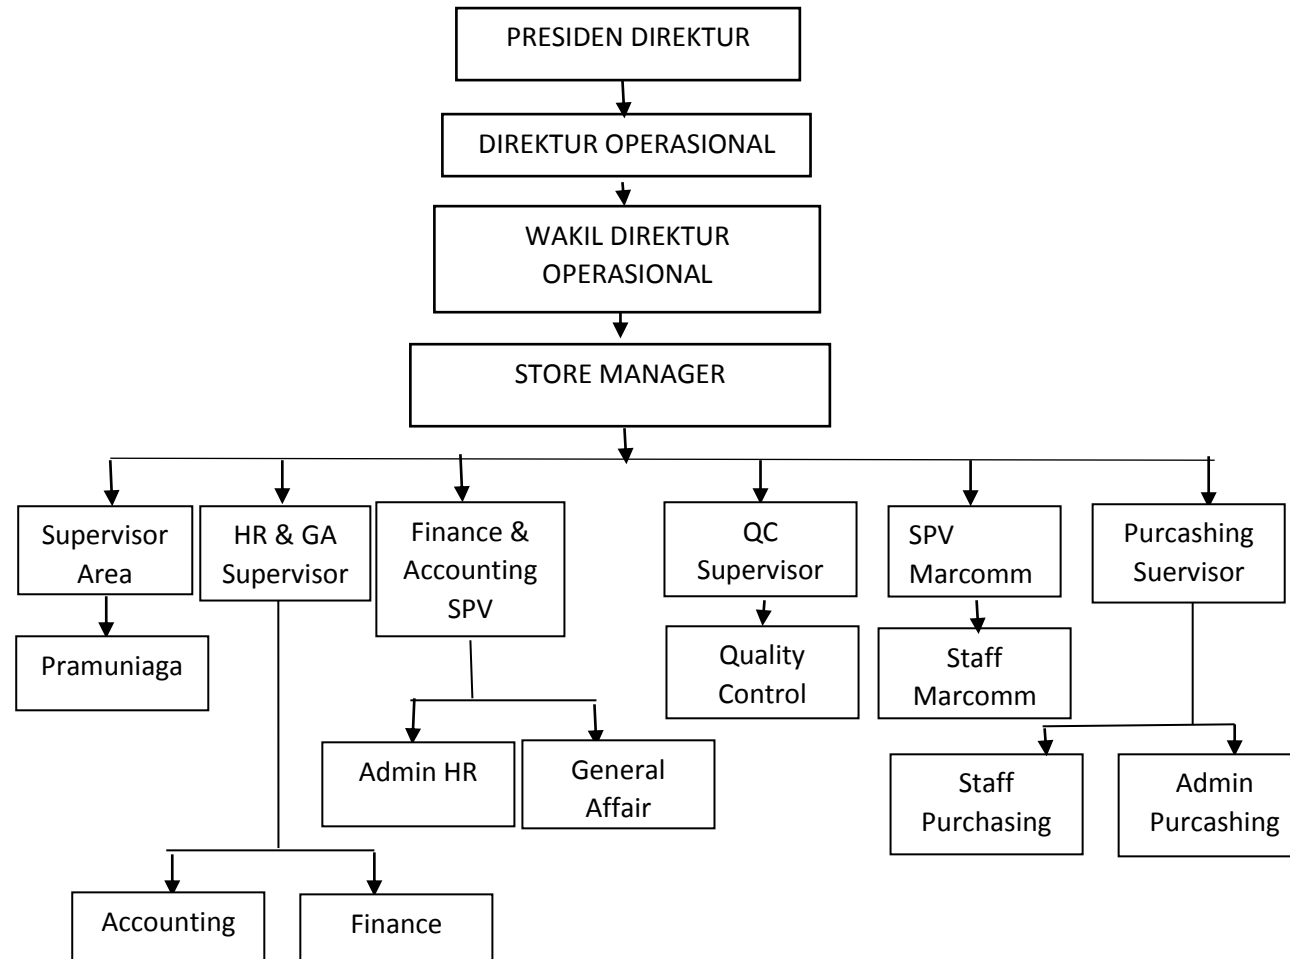 PRESIDEN DIREKTUR
DIREKTUR OPERASIONAL
WAKIL DIREKTUR
OPERASIONAL
STORE MANAGER
Supervisor
Area
HR & GA
Supervisor
Finance &
Accounting
SPV
QC
Supervisor
SPV
Marcomm
Purcashing
Suervisor
Pramuniaga
Quality
Control
Staff
Marcomm
Admin HR
General
Affair
Staff
Purchasing
Admin
Purcashing
Accounting
Finance